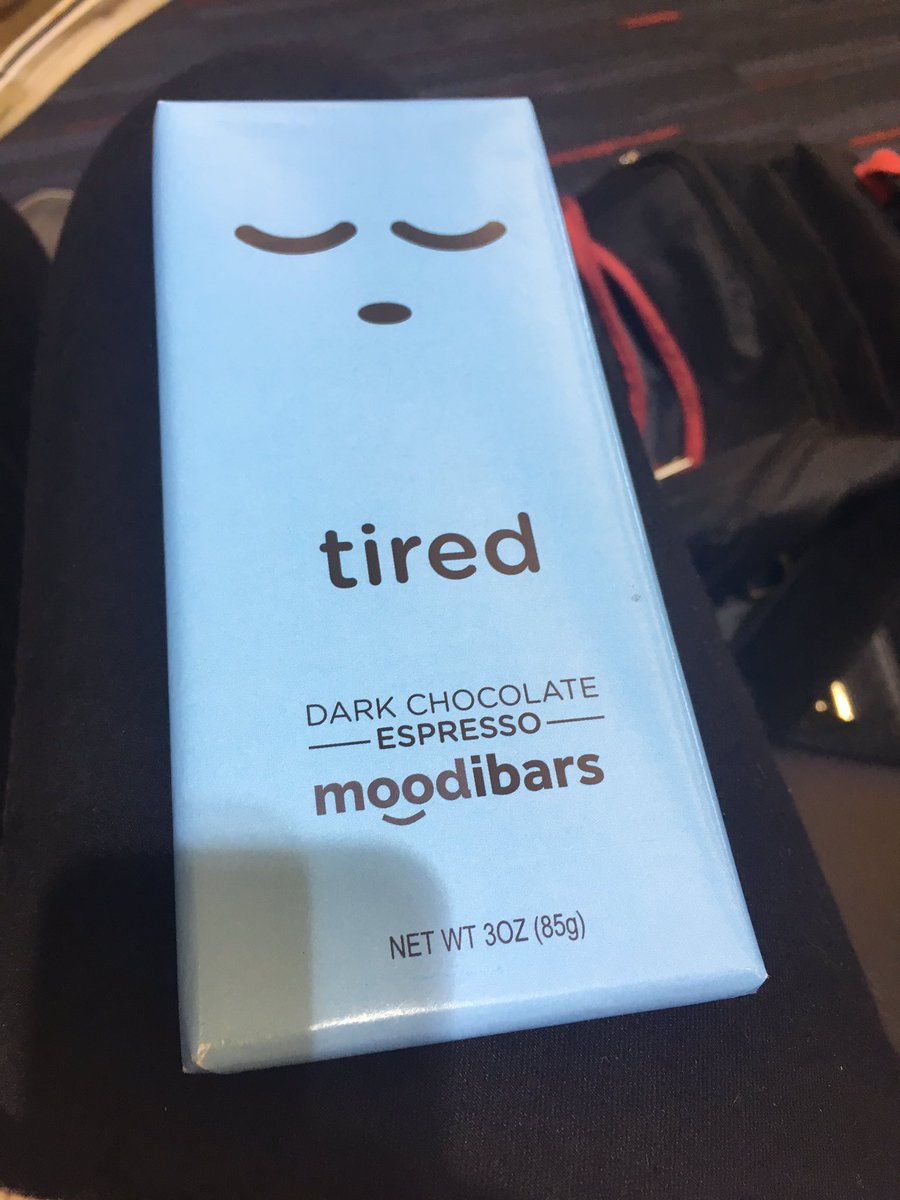 tired
DARK CHOCOLATE
ESPRESSO
moodibars
NET WT 3OZ (85g)